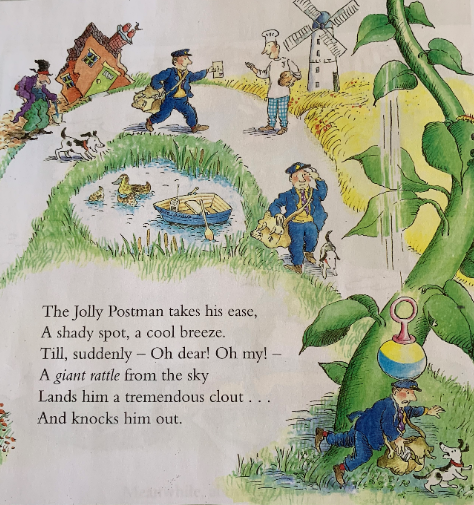 The Jolly Postman takes his ease,
A shady spot, a cool breeze.
Till, suddenly – Oh dear! Oh my! –
A giant rattle from the sky
Lands him a tremendous clout . . .
And knocks him out.